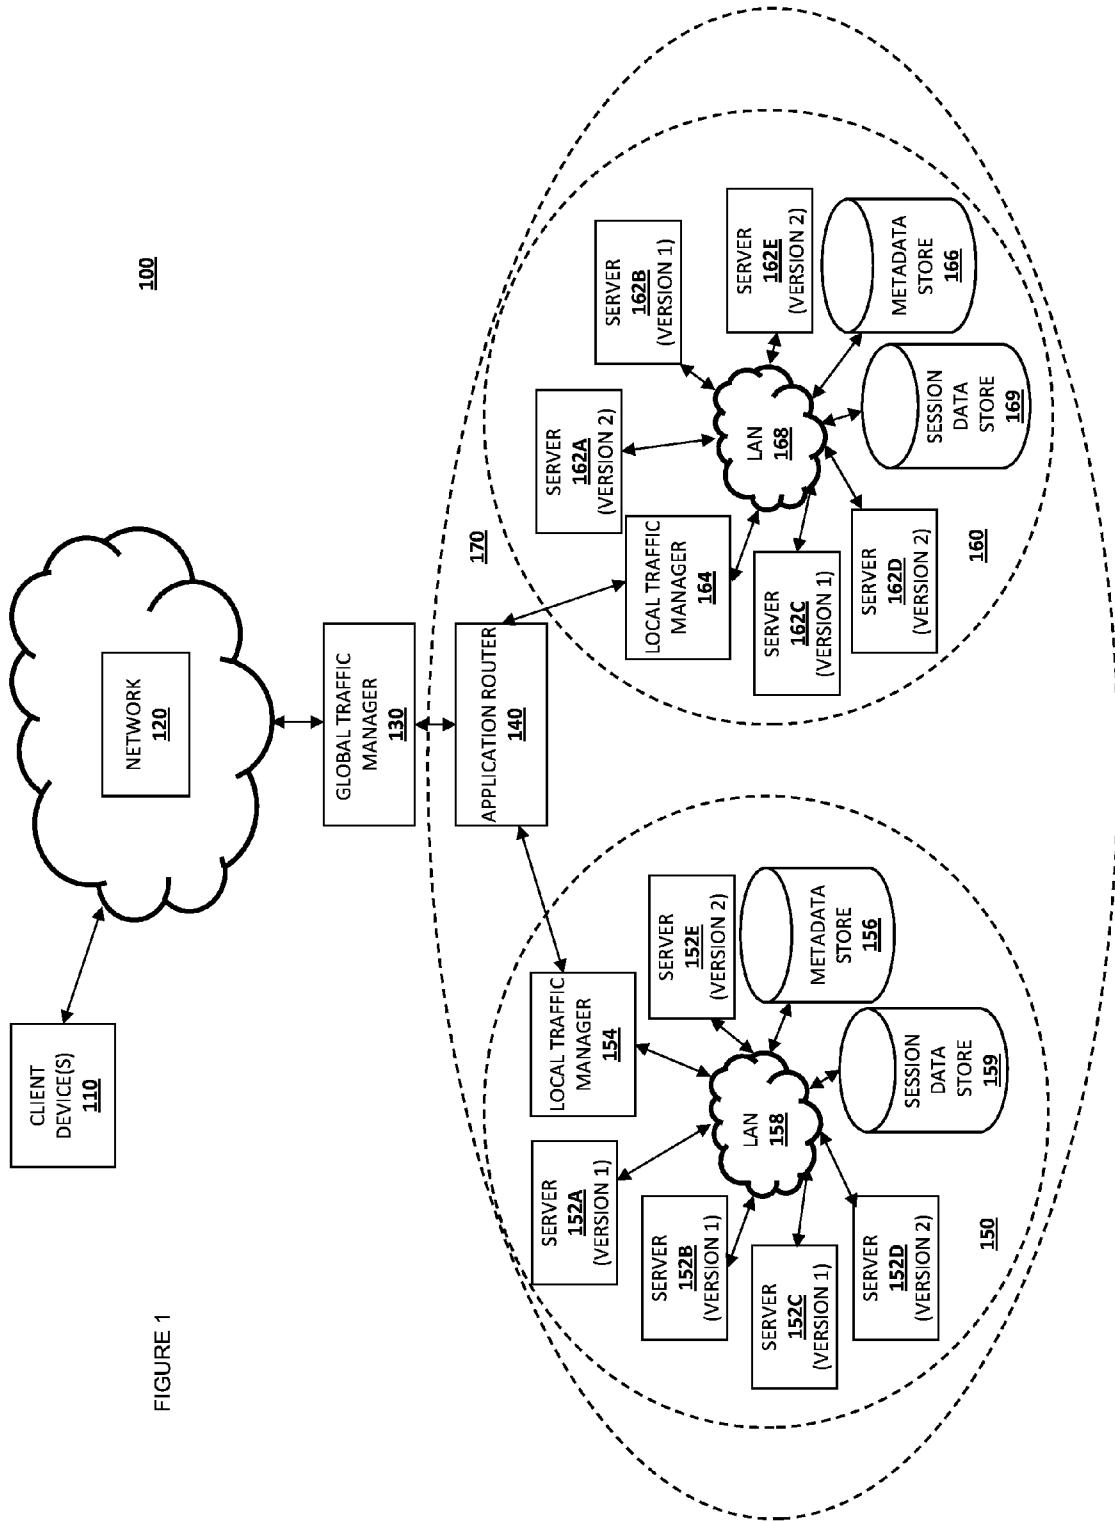 FIGURE 1
100
CLIENT
DEVICE(S)
110
NETWORK
120
GLOBAL TRAFFIC
MANAGER
130
APPLICATION ROUTER
140
170
LOCAL TRAFFIC
MANAGER
154
SERVER
152A
(VERSION 1)
SERVER
152B
(VERSION 1)
SERVER
152C
(VERSION 1)
SERVER
152D
(VERSION 2)
SERVER
152E
(VERSION 2)
LAN
158
METADATA
STORE
156
SESSION
DATA
STORE
159
150
LOCAL TRAFFIC
MANAGER
164
SERVER
162A
(VERSION 2)
SERVER
162B
(VERSION 1)
SERVER
162C
(VERSION 1)
SERVER
162D
(VERSION 2)
SERVER
162E
(VERSION 2)
LAN
168
METADATA
STORE
166
SESSION
DATA
STORE
169
160